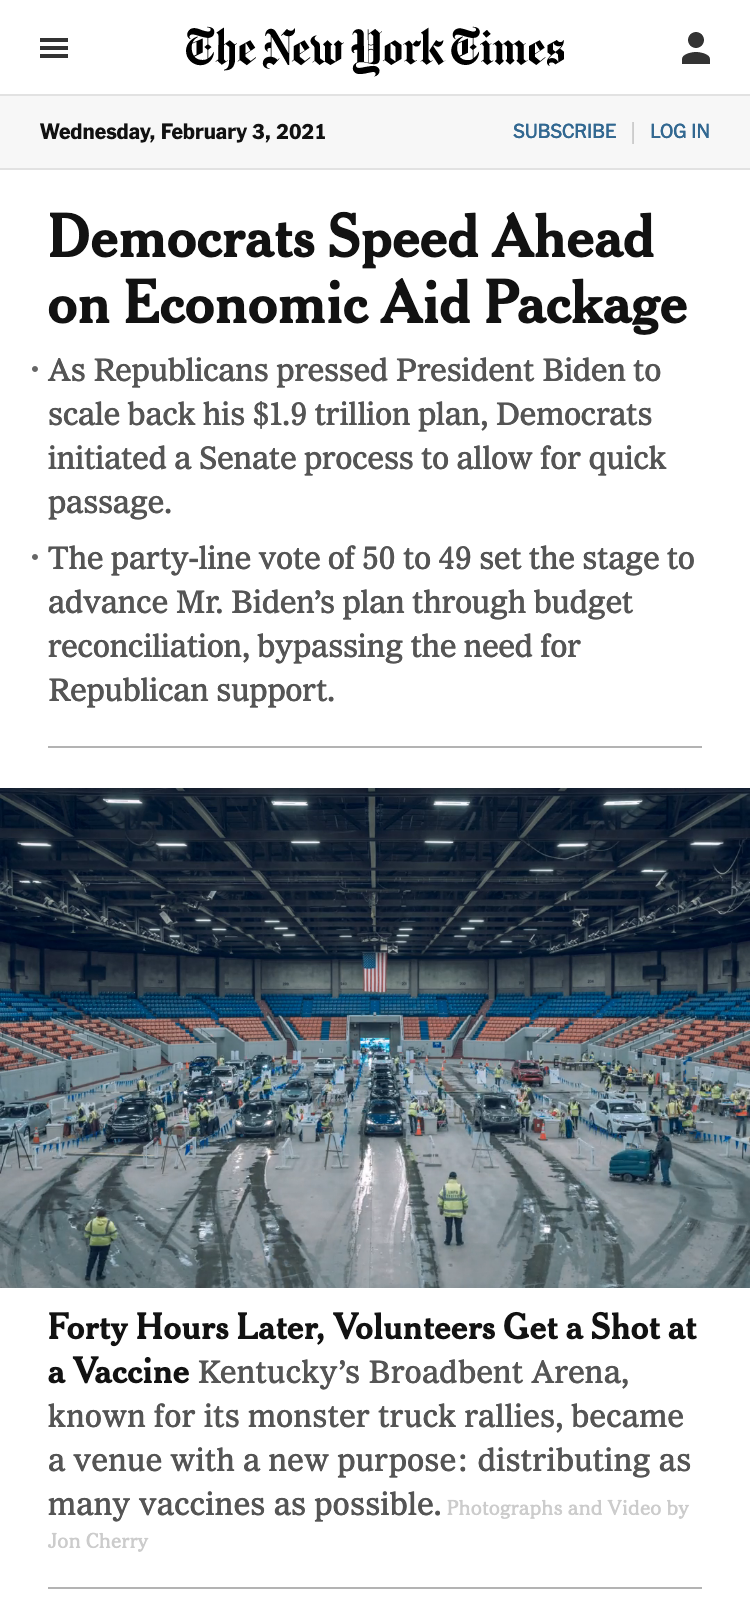 The New York Times
Wednesday, February 3, 2021
SUBSCRIBE | LOG IN
Democrats Speed Ahead
on Economic Aid Package
• As Republicans pressed President Biden to
scale back his $1.9 trillion plan, Democrats
initiated a Senate process to allow for quick
passage.
• The party-line vote of 50 to 49 set the stage to
advance Mr. Biden’s plan through budget
reconciliation, bypassing the need for
Republican support.
Forty Hours Later, Volunteers Get a Shot at
a Vaccine Kentucky’s Broadbent Arena,
known for its monster truck rallies, became
a venue with a new purpose: distributing as
many vaccines as possible. Photographs and Video by
Jon Cherry